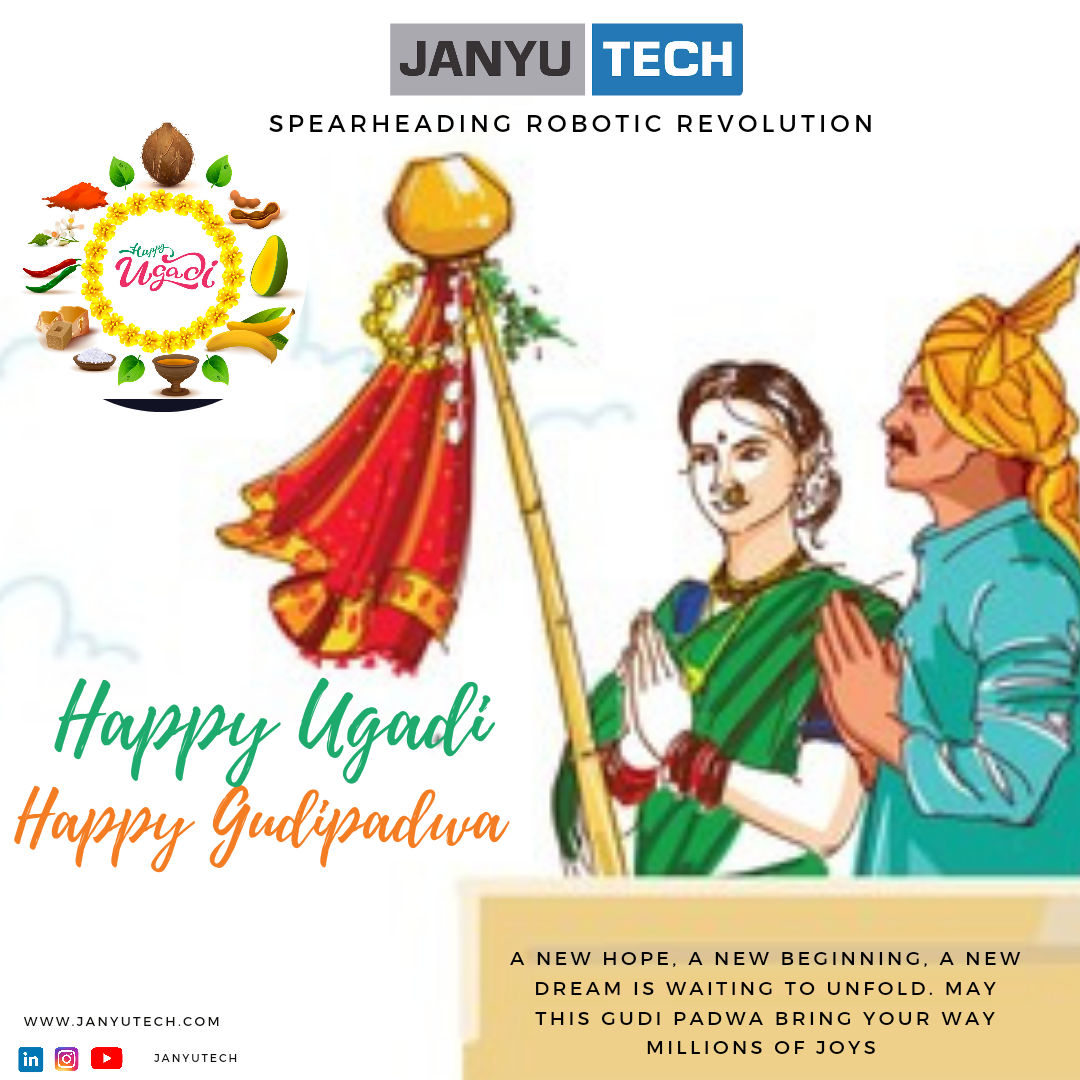 JANYU TECH
SPEARHEADING ROBOTIC REVOLUTION
Happy
Ugadi
Happy Ugadi
Happy Gudipadwa
A NEW HOPE, A NEW BEGINNING, A NEW
DREAM IS WAITING TO UNFOLD. MAY
THIS GUDI PADWA BRING YOUR WAY
MILLIONS OF JOYS
WWW.JANYUTECH.COM
in
JANYUTECH